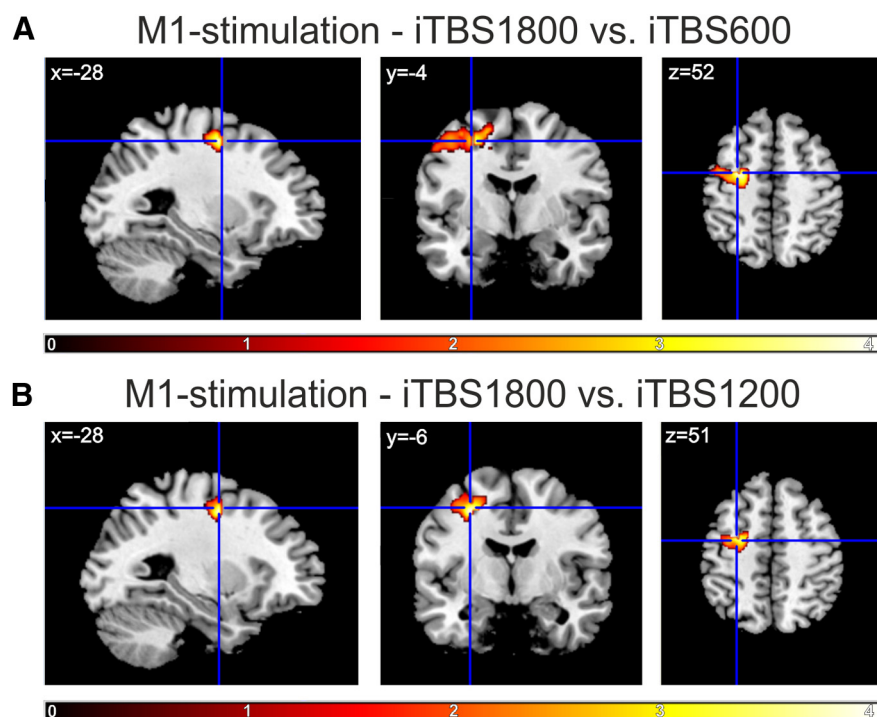 A M1-stimulation - iTBS1800 vs. iTBS600
x=-28 y=-4 z=52
0 1 2 3 4
B M1-stimulation - iTBS1800 vs. iTBS1200
x=-28 y=-6 z=51
0 1 2 3 4